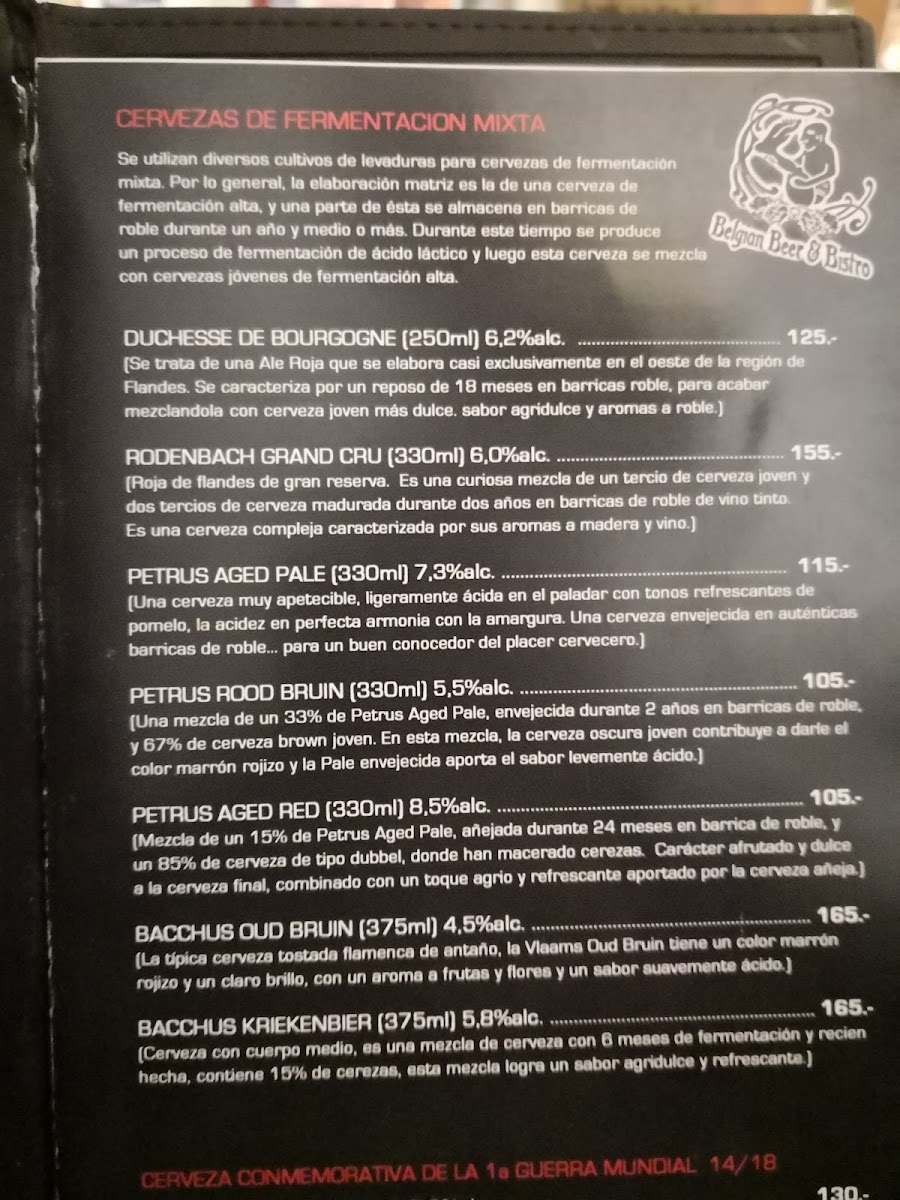 CERVEZAS DE FERMENTACION MIXTA
Se utilizan diversos cultivos de levaduras para cervezas de fermentación
mixta. Por lo general, la elaboración matriz es la de una cerveza de
fermentación alta, y una parte de ésta se almacena en barricas de
roble durante un año y medio o más. Durante este tiempo se produce
un proceso de fermentación de ácido láctico y luego esta cerveza se mezcla
con cervezas jóvenes de fermentación alta.
Belgian Beer & Bistro
DUCHESSE DE BOURGOGNE (250ml) 6,2%alc. ........................................... 125.-
(Se trata de una Ale Roja que se elabora casi exclusivamente en el oeste de la región de
Flandes. Se caracteriza por un reposo de 18 meses en barricas roble, para acabar
mezclandola con cerveza joven más dulce. sabor agridulce y aromas a roble.)
RODENBACH GRAND CRU (330ml) 6,0%alc. ................................................ 155.-
(Roja de flandes de gran reserva. Es una curiosa mezcla de un tercio de cerveza joven y
dos tercios de cerveza madurada durante dos años en barricas de roble de vino tinto.
Es una cerveza compleja caracterizada por sus aromas a madera y vino.)
PETRUS AGED PALE (330ml) 7,3%alc. ............................................................. 115.-
(Una cerveza muy apetecible, ligeramente ácida en el paladar con tonos refrescantes de
pomelo, la acidez en perfecta armonia con la amargura. Una cerveza envejecida en auténticas
barricas de roble... para un buen conocedor del placer cervecero.)
PETRUS ROOD BRUIN (330ml) 5,5%alc. ........................................................... 105.-
(Una mezcla de un 33% de Petrus Aged Pale, envejecida durante 2 años en barricas de roble,
y 67% de cerveza brown joven. En esta mezcla, la cerveza oscura joven contribuye a darle el
color marrón rojizo y la Pale envejecida aporta el sabor levemente ácido.)
PETRUS AGED RED (330ml) 8,5%alc. ................................................................. 105.-
(Mezcla de un 15% de Petrus Aged Pale, añejada durante 24 meses en barrica de roble, y
un 85% de cerveza de tipo dubbel, donde han macerado cerezas. Carácter afrutado y dulce
a la cerveza final, combinado con un toque agrio y refrescante aportado por la cerveza añeja.)
BACCHUS OUD BRUIN (375ml) 4,5%alc. ............................................................ 165.-
(La típica cerveza tostada flamenca de antaño, la Vlaams Oud Bruin tiene un color marrón
rojizo y un claro brillo, con un aroma a frutas y flores y un sabor suavemente ácido.)
BACCHUS KRIEKENBIER (375ml) 5,8%alc. ......................................................... 165.-
(Cerveza con cuerpo medio, es una mezcla de cerveza con 6 meses de fermentación y recien
hecha, contiene 15% de cerezas, esta mezcla logra un sabor agridulce y refrescante.)
CERVEZA CONMEMORATIVA DE LA 1a GUERRA MUNDIAL 14/18
130.-